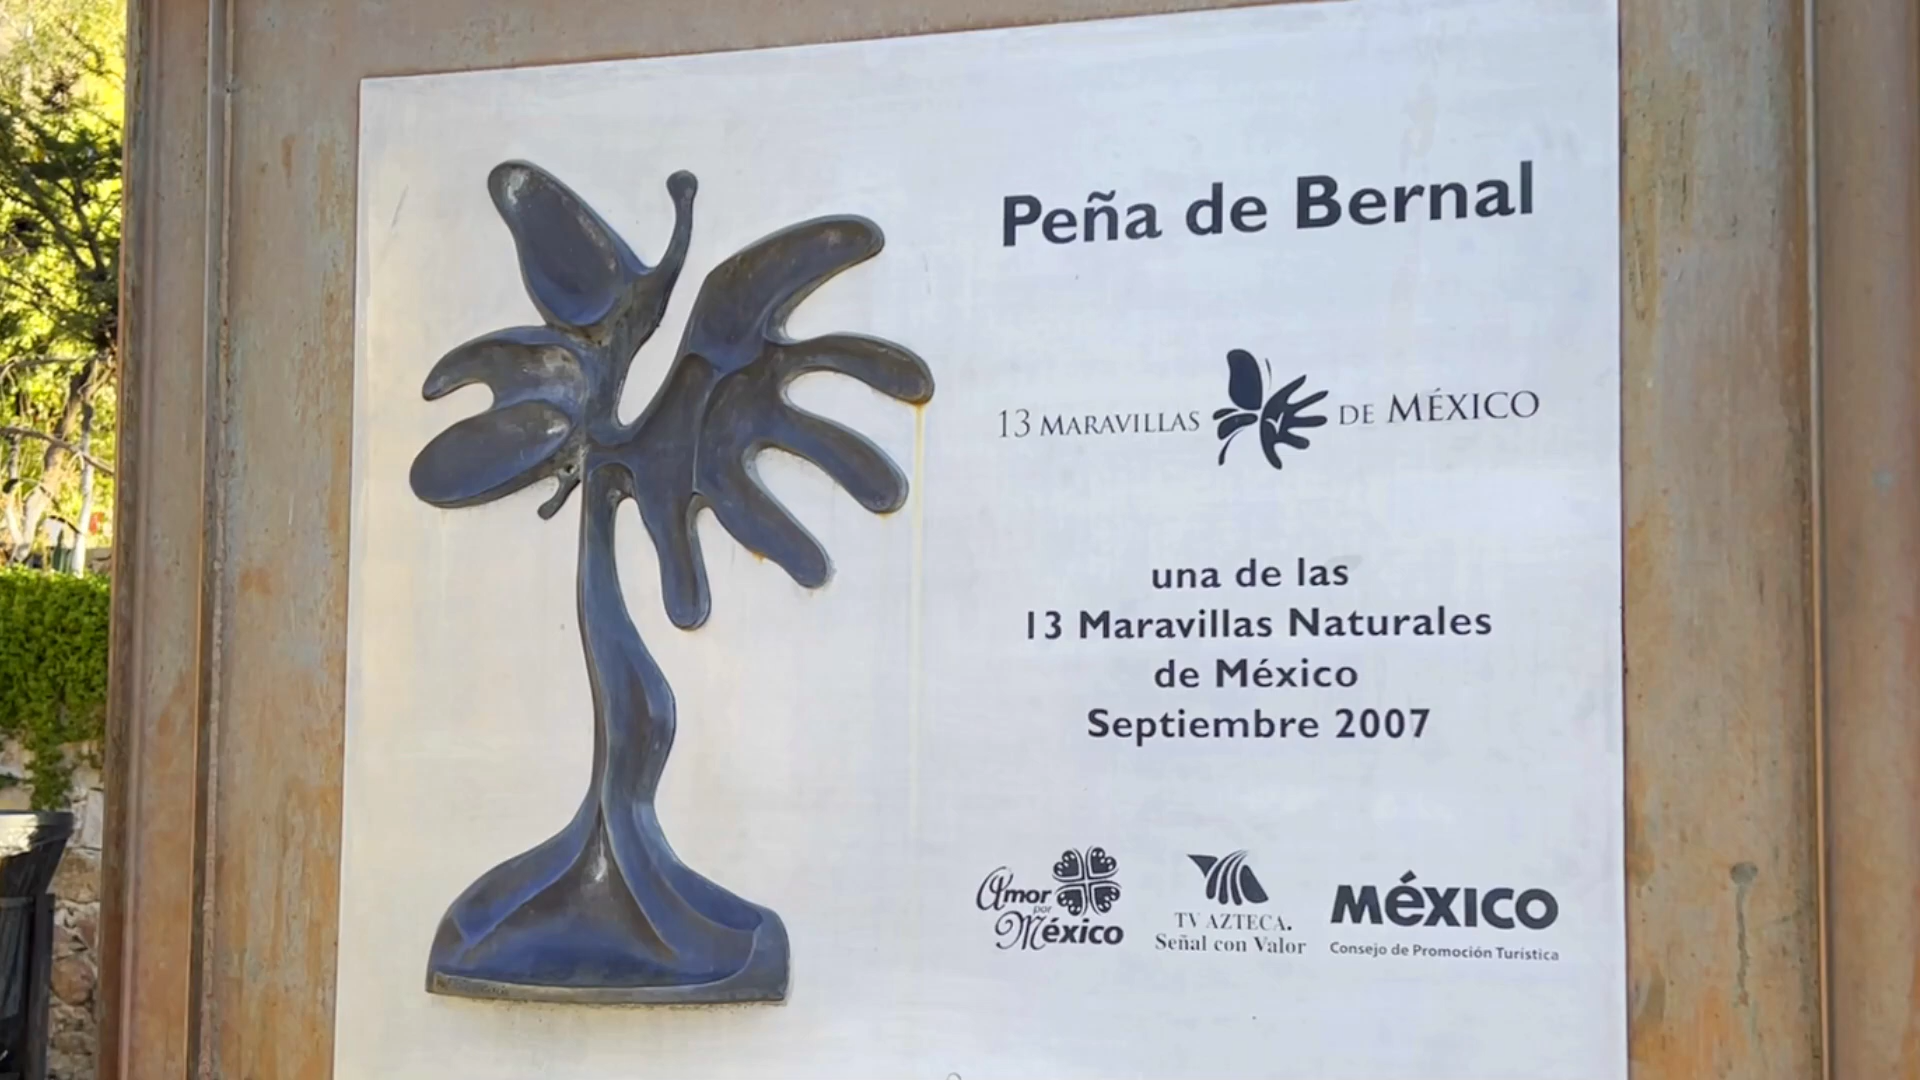 Peña de Bernal
13 MARAVILLAS DE MÉXICO
una de las
13 Maravillas Naturales
de México
Septiembre 2007
Amor
por
México
TV AZTECA.
Señal con Valor
MÉXICO
Consejo de Promoción Turística